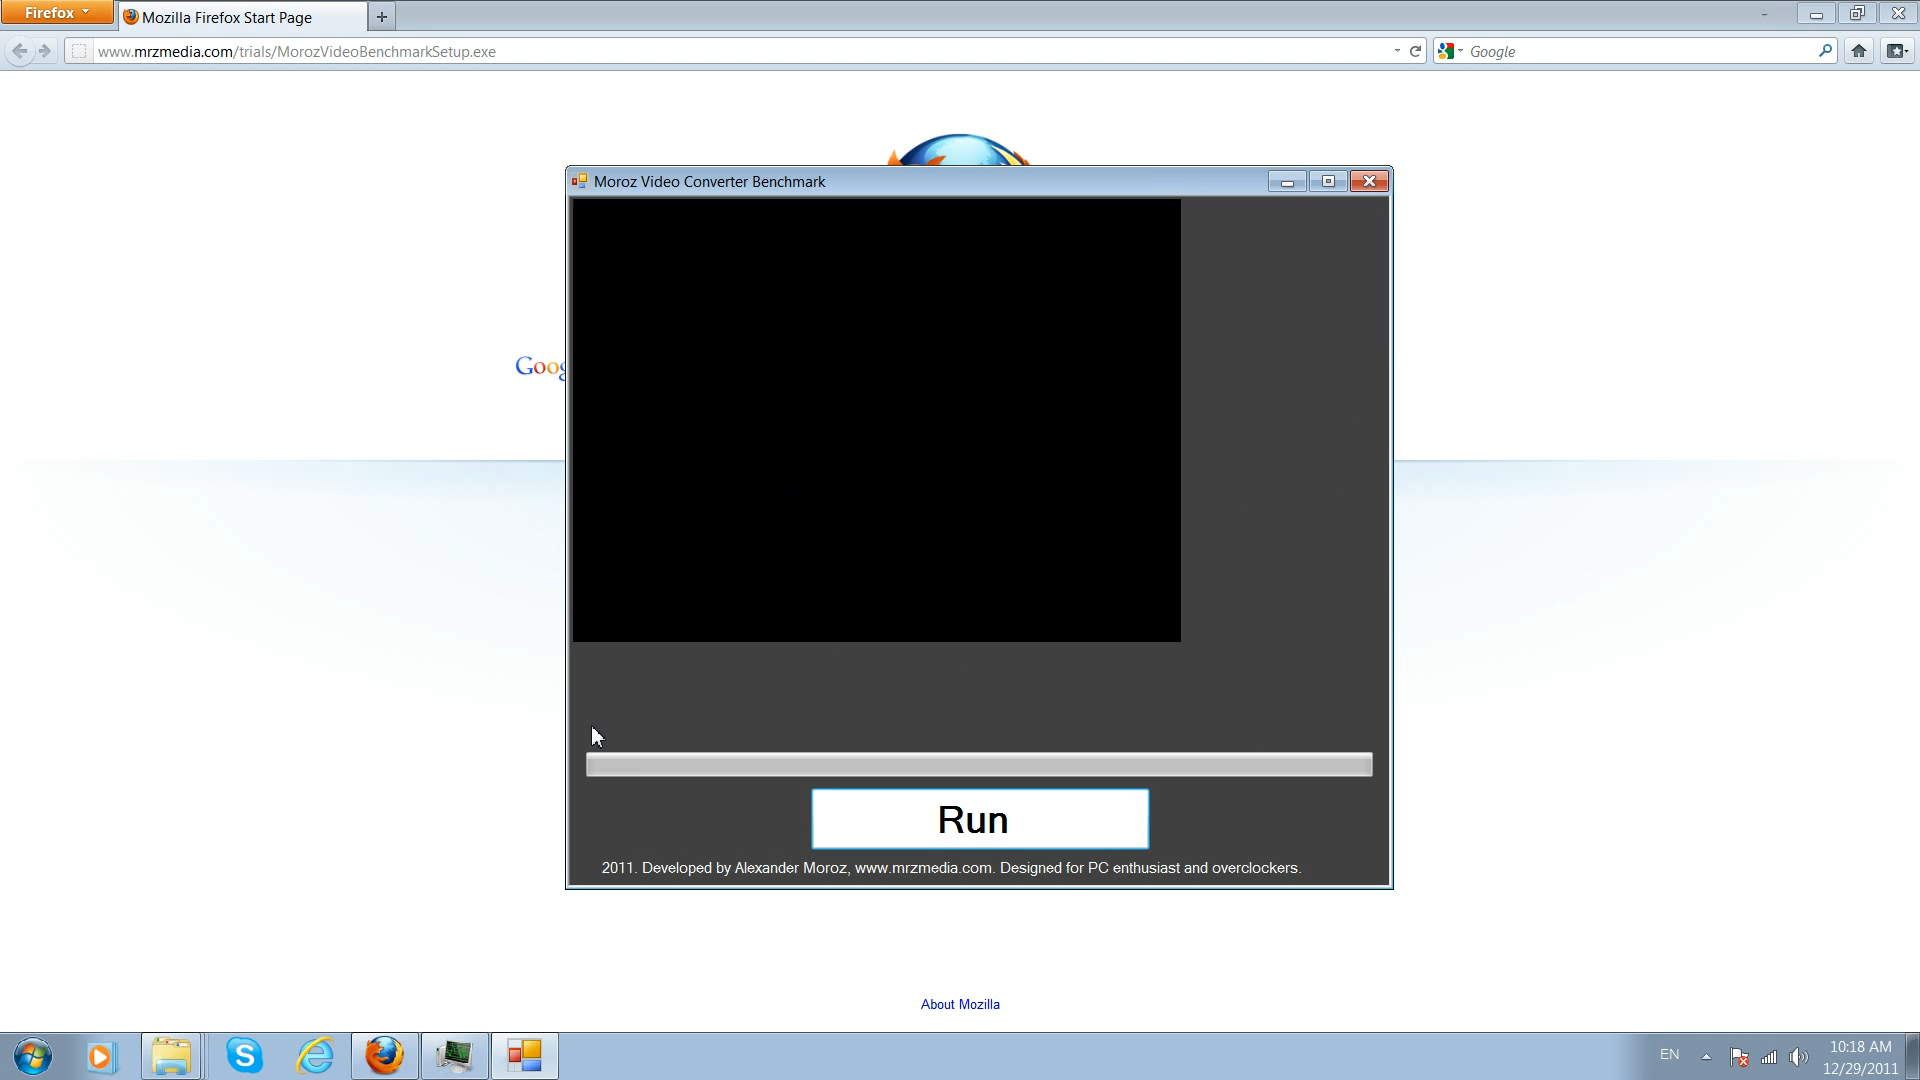 Firefox
Mozilla Firefox Start Page
www.mrzmedia.com/trials/MorozVideoBenchmarkSetup.exe
Google
Moroz Video Converter Benchmark
Goog
Run
2011. Developed by Alexander Moroz, www.mrzmedia.com. Designed for PC enthusiast and overclockers.
About Mozilla
EN
10:18 AM
12/29/2011